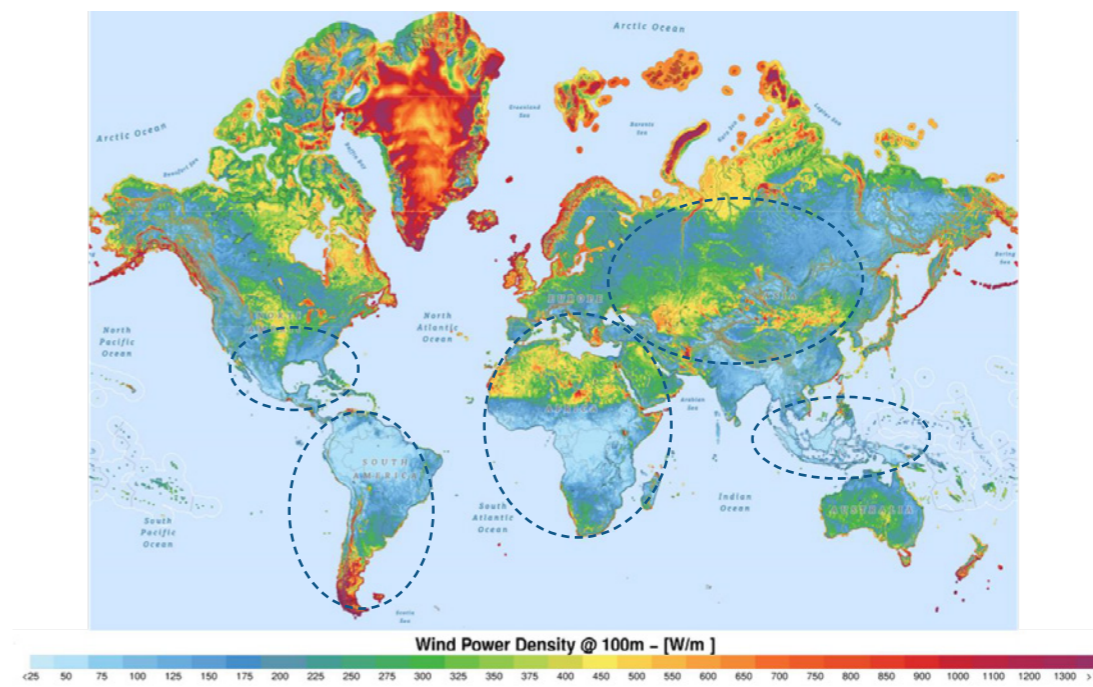 Arctic Ocean
Greenland
Sea
Barents
Sea
Kara Sea
Laptev Sea
Arctic Ocean
Beaufort Sea
Baffin Bay
Bering
Sea
EUROPE
ASIA
North
Pacific
Ocean
North
Atlantic
Ocean
NORTH
AFRICA
Arabian
Sea
SOUTH
AMERICA
South
Pacific
Ocean
South
Atlantic
Ocean
Indian
Ocean
AUSTRALIA
Scotia
Sea
Wind Power Density @ 100m – [W/m ]
<25 50 75 100 125 150 175 200 225 250 275 300 325 350 375 400 450 500 550 600 650 700 750 800 850 900 1000 1100 1200 1300 >